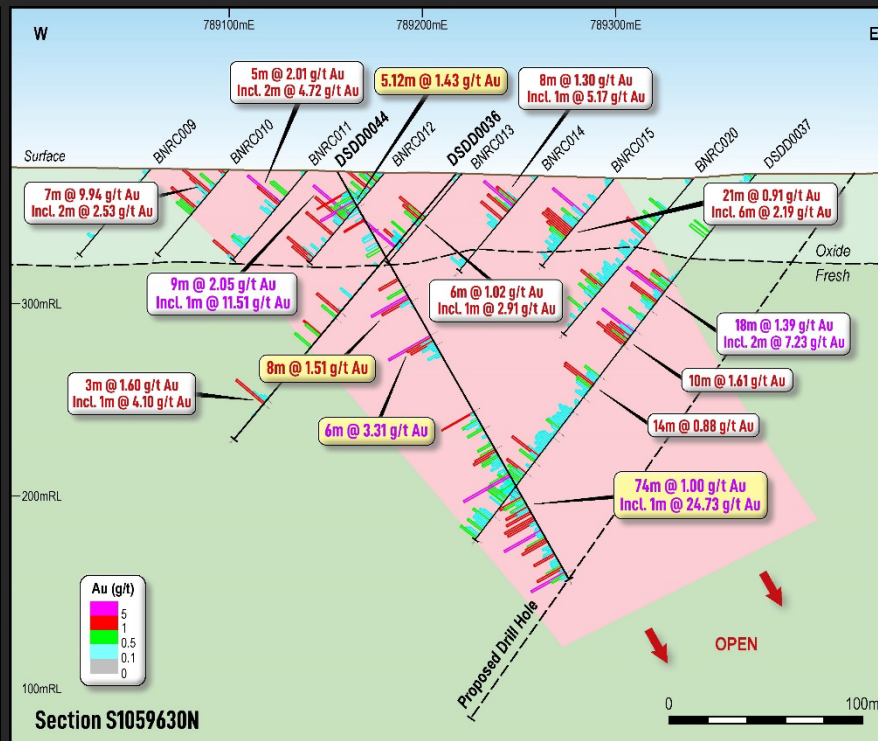 789100mE
789200mE
789300mE
W
E
5m @ 2.01 g/t Au
Incl. 2m @ 4.72 g/t Au
5.12m @ 1.43 g/t Au
8m @ 1.30 g/t Au
Incl. 1m @ 5.17 g/t Au
Surface
BNRC009
BNRC010
BNRC011
DSDD0044
BNRC012
DSDD0036
BNRC013
BNRC014
BNRC015
BNRC020
DSDD0037
7m @ 9.94 g/t Au
Incl. 2m @ 2.53 g/t Au
21m @ 0.91 g/t Au
Incl. 6m @ 2.19 g/t Au
Oxide
Fresh
9m @ 2.05 g/t Au
Incl. 1m @ 11.51 g/t Au
6m @ 1.02 g/t Au
Incl. 1m @ 2.91 g/t Au
300mRL
18m @ 1.39 g/t Au
Incl. 2m @ 7.23 g/t Au
8m @ 1.51 g/t Au
3m @ 1.60 g/t Au
Incl. 1m @ 4.10 g/t Au
10m @ 1.61 g/t Au
14m @ 0.88 g/t Au
6m @ 3.31 g/t Au
200mRL
74m @ 1.00 g/t Au
Incl. 1m @ 24.73 g/t Au
Au (g/t)
5
1
0.5
0.1
0
Proposed Drill Hole
OPEN
100mRL
0
100m
Section S1059630N